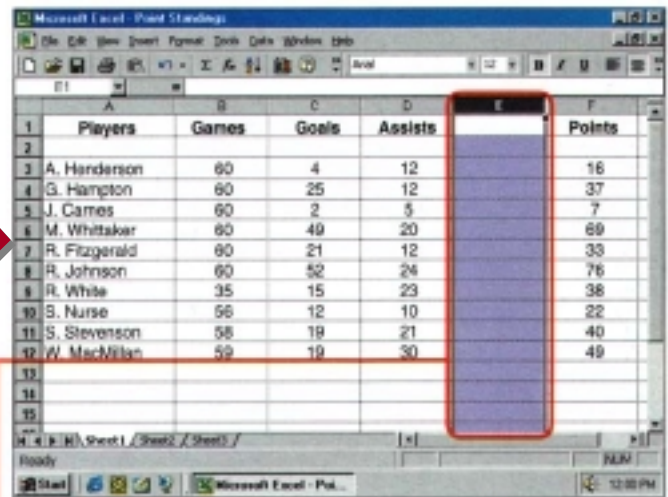 Microsoft Excel - Point Standings
File Edit View Insert Format Tools Data Window Help
Arial 12 B I U
E1 =
A B C D E F
1 Players Games Goals Assists Points
2
3 A. Henderson 60 4 12 16
4 G. Hampton 60 25 12 37
5 J. Carnes 60 2 5 7
6 M. Whittaker 60 49 20 69
7 R. Fitzgerald 60 21 12 33
8 R. Johnson 60 52 24 76
9 R. White 35 15 23 38
10 S. Nurse 56 12 10 22
11 S. Stevenson 58 19 21 40
12 W. MacMillan 59 19 30 49
13
14
15
Sheet1 / Sheet2 / Sheet3 /
Ready NUM
Start Microsoft Excel - Poi... 12:00 PM